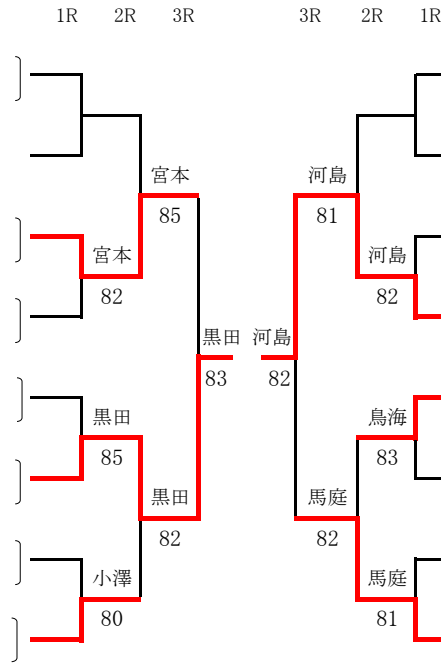 1R 2R 3R 3R 2R 1R
宮本 河島
85 81
宮本 河島
82 82
黒田 河島
83 82
黒田 鳥海
85 83
黒田 馬庭
82 82
小澤 馬庭
80 81